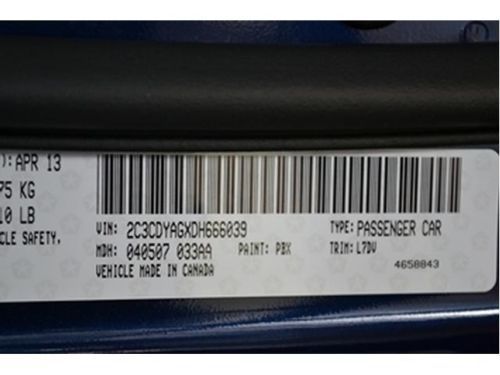 ): APR 13
75 KG
10 LB
CLE SAFETY,
VIN: 2C3CDYAGXDH666039
TYPE: PASSENGER CAR
MDH: 040507 033AA
PAINT: PBX
TRIM: L7DV
VEHICLE MADE IN CANADA
4658843